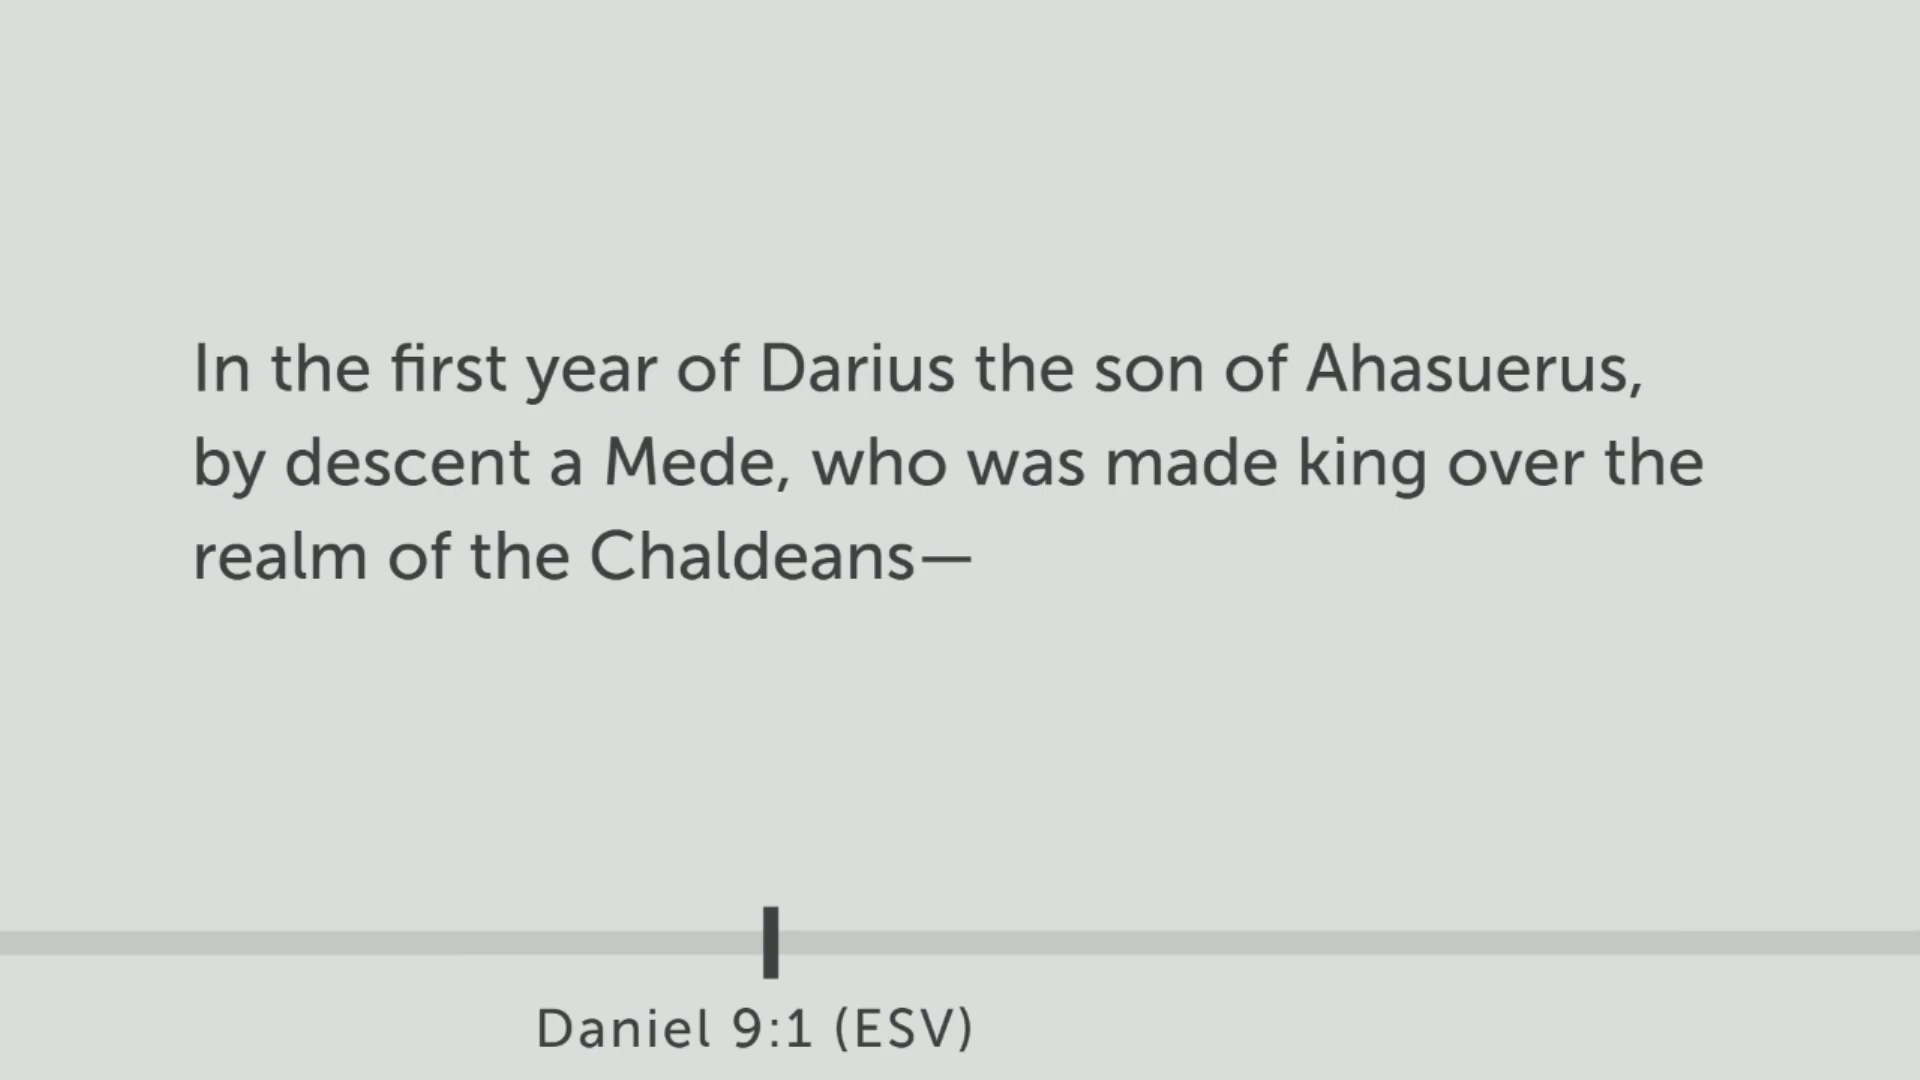 In the first year of Darius the son of Ahasuerus,
by descent a Mede, who was made king over the
realm of the Chaldeans—
Daniel 9:1 (ESV)